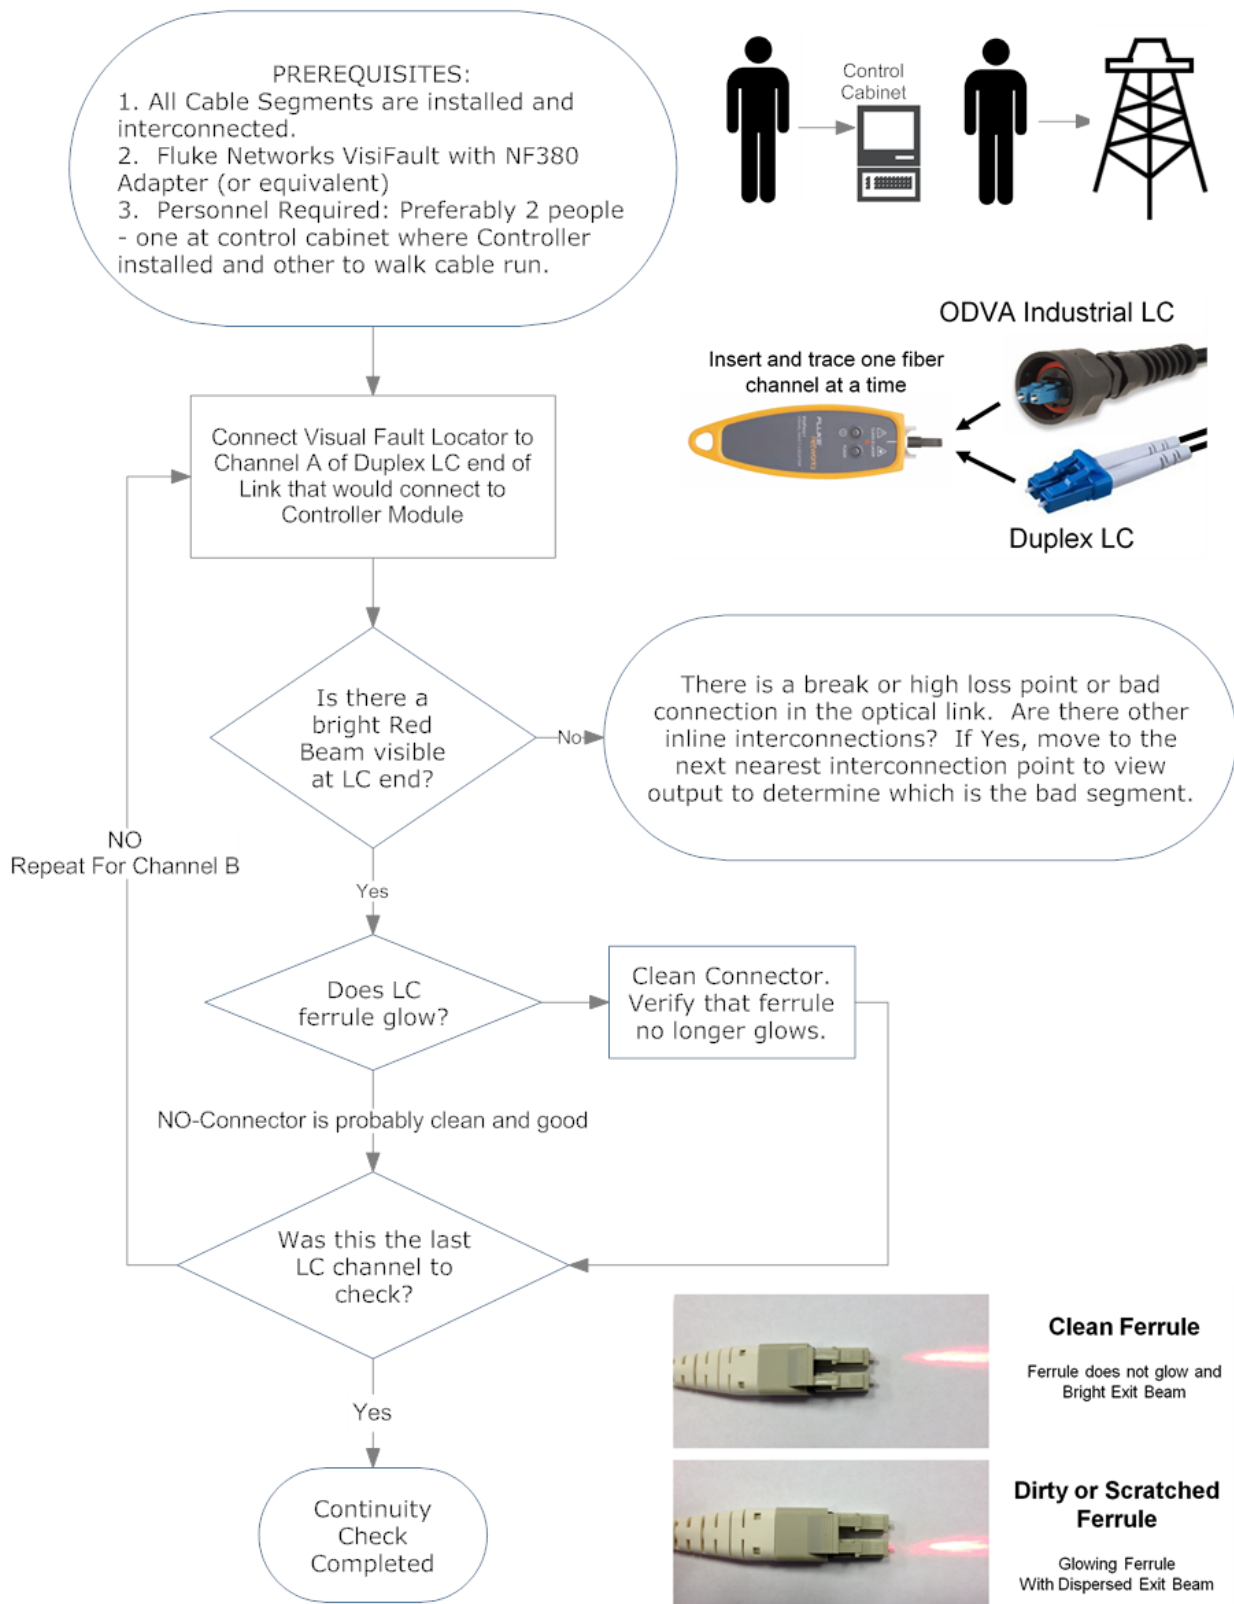 PREREQUISITES:
1. All Cable Segments are installed and
interconnected.
2.  Fluke Networks VisiFault with NF380
Adapter (or equivalent)
3.  Personnel Required: Preferably 2 people
- one at control cabinet where Controller
installed and other to walk cable run.
Control
Cabinet
ODVA Industrial LC
Insert and trace one fiber
channel at a time
FLUKE
networks
Duplex LC
Connect Visual Fault Locator to
Channel A of Duplex LC end of
Link that would connect to
Controller Module
Is there a
bright Red
Beam visible
at LC end?
No
There is a break or high loss point or bad
connection in the optical link.  Are there other
inline interconnections?  If Yes, move to the
next nearest interconnection point to view
output to determine which is the bad segment.
NO
Repeat For Channel B
Yes
Does LC
ferrule glow?
Clean Connector.
Verify that ferrule
no longer glows.
NO-Connector is probably clean and good
Was this the last
LC channel to
check?
Yes
Continuity
Check
Completed
Clean Ferrule
Ferrule does not glow and
Bright Exit Beam
Dirty or Scratched
Ferrule
Glowing Ferrule
With Dispersed Exit Beam